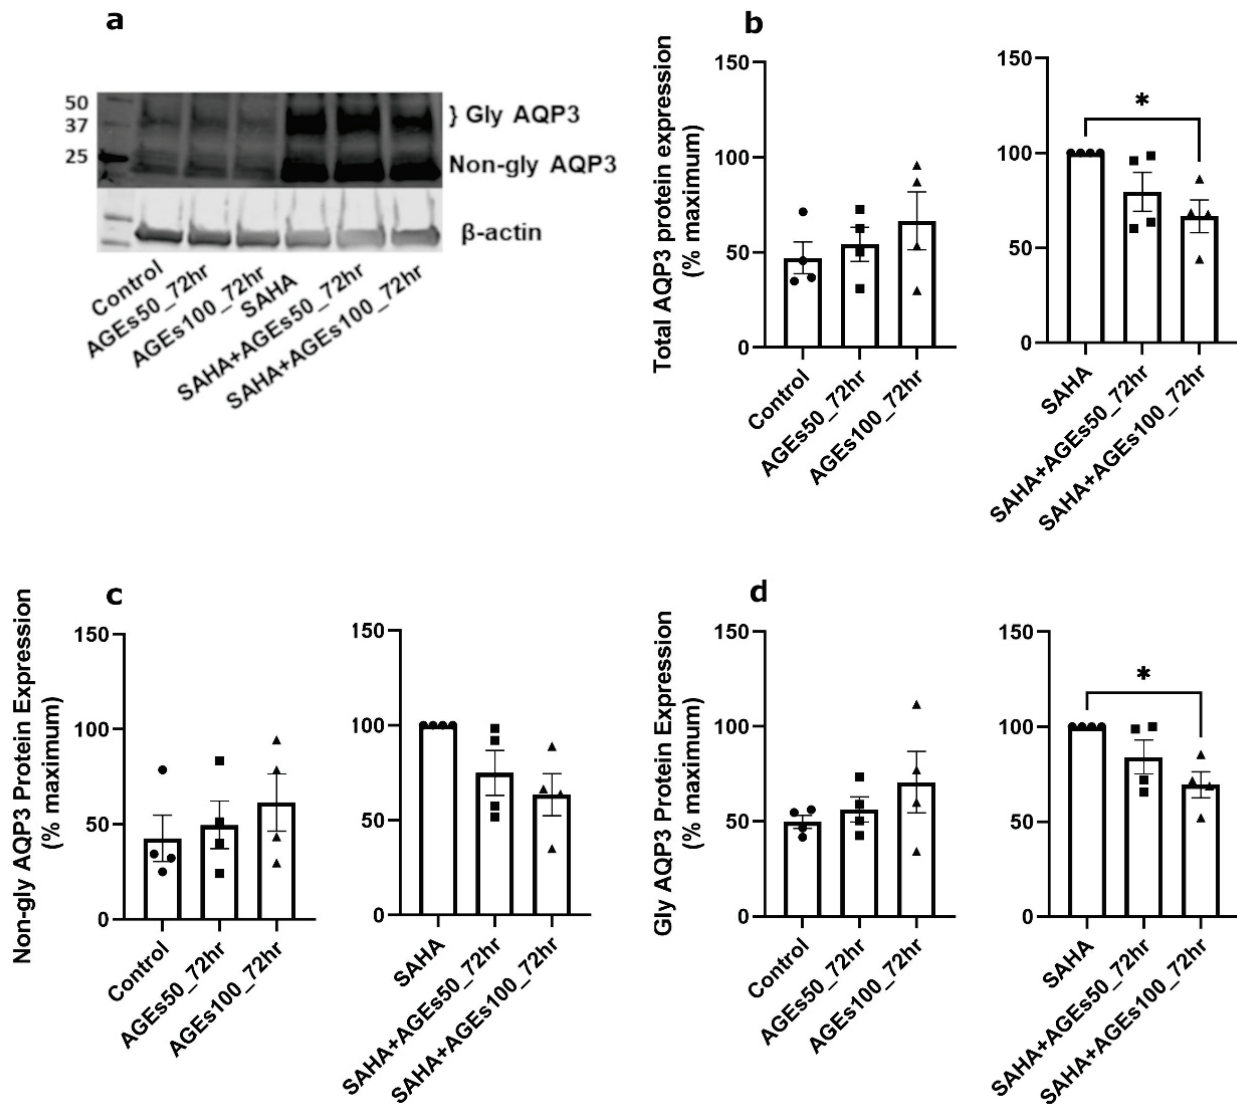 a
50
37
25
} Gly AQP3
Non-gly AQP3
β-actin
Control
AGEs50_72hr
AGEs100_72hr
SAHA
SAHA+AGEs50_72hr
SAHA+AGEs100_72hr
b
Total AQP3 protein expression
(% maximum)
150
100
50
0
Control
AGEs50_72hr
AGEs100_72hr
150
100
50
0
*
SAHA
SAHA+AGEs50_72hr
SAHA+AGEs100_72hr
c
Non-gly AQP3 Protein Expression
(% maximum)
150
100
50
0
Control
AGEs50_72hr
AGEs100_72hr
150
100
50
0
SAHA
SAHA+AGEs50_72hr
SAHA+AGEs100_72hr
d
Gly AQP3 Protein Expression
(% maximum)
150
100
50
0
Control
AGEs50_72hr
AGEs100_72hr
150
100
50
0
*
SAHA
SAHA+AGEs50_72hr
SAHA+AGEs100_72hr